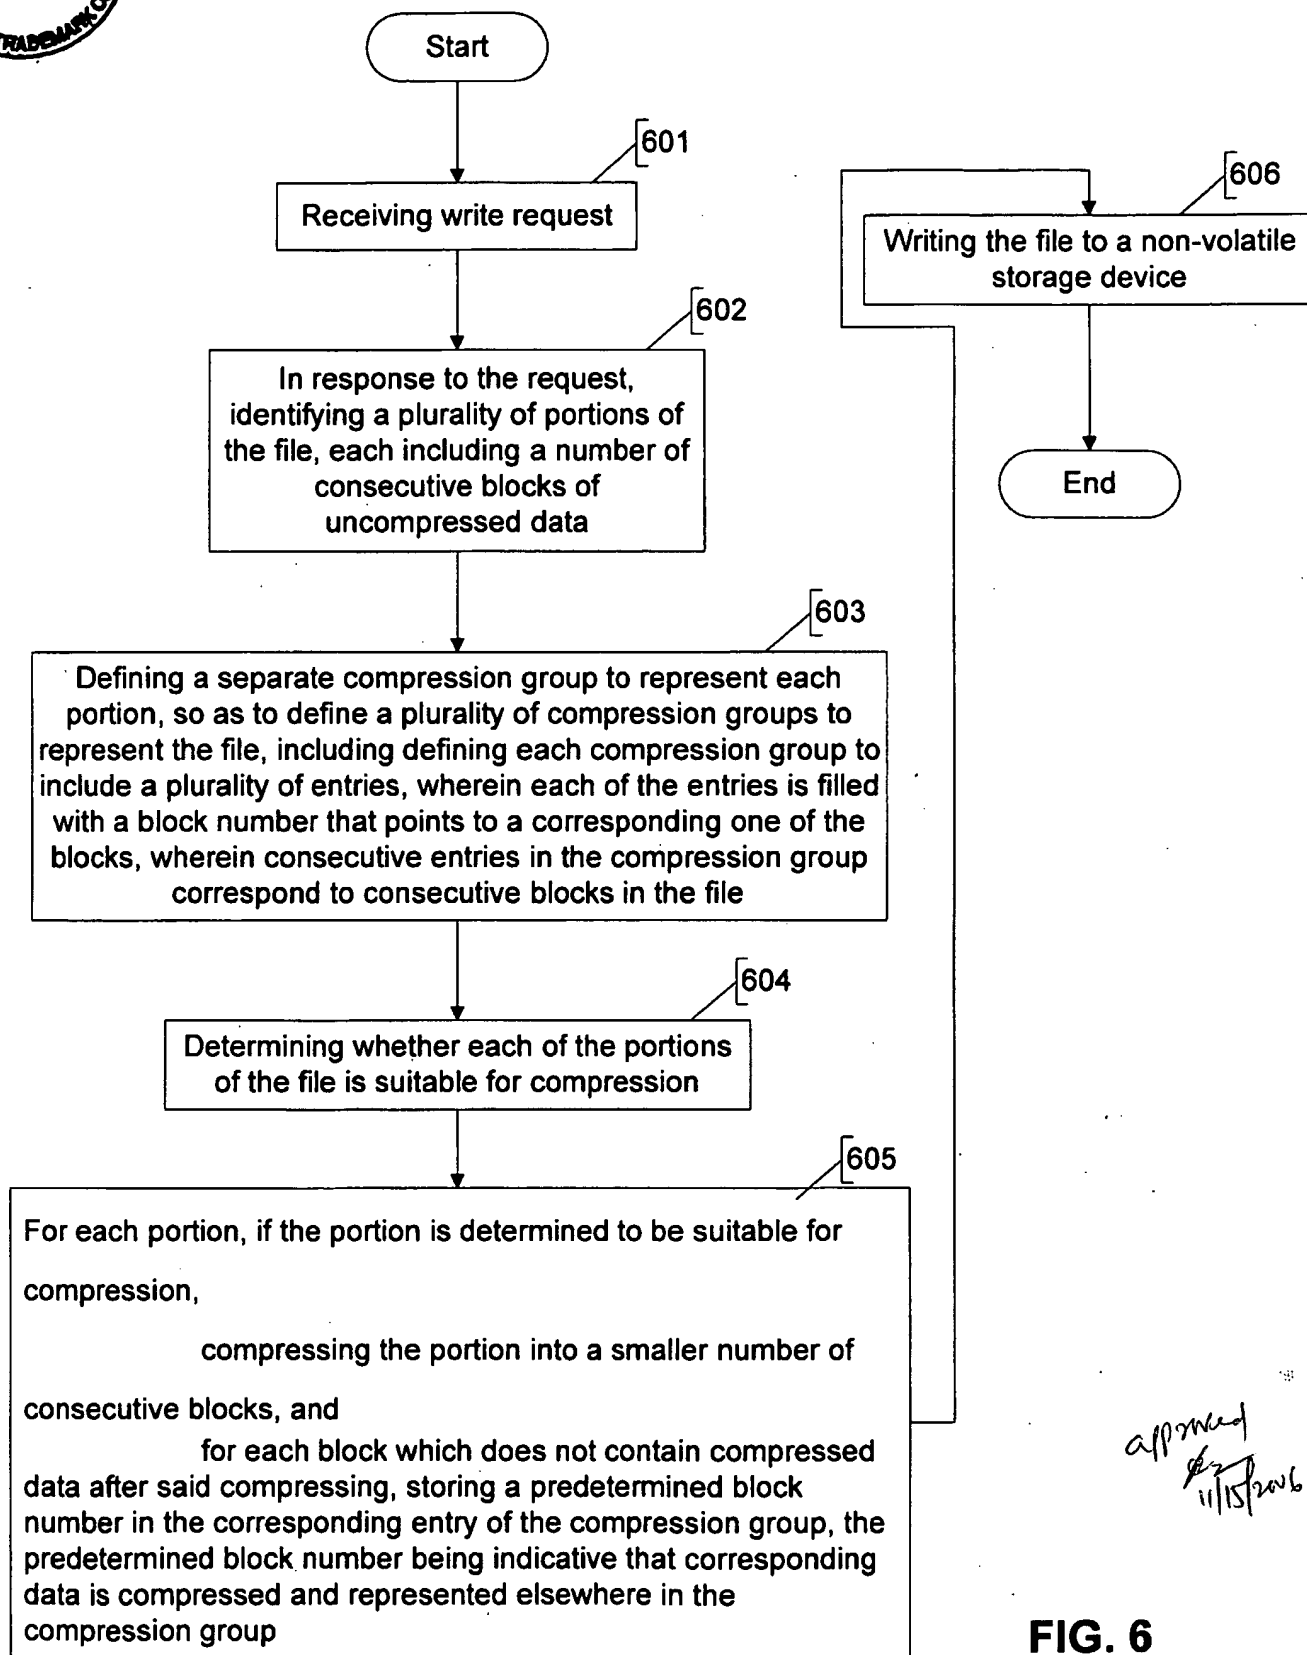 TRADEMARK
Start
601
Receiving write request
602
In response to the request,
identifying a plurality of portions of
the file, each including a number of
consecutive blocks of
uncompressed data
603
Defining a separate compression group to represent each
portion, so as to define a plurality of compression groups to
represent the file, including defining each compression group to
include a plurality of entries, wherein each of the entries is filled
with a block number that points to a corresponding one of the
blocks, wherein consecutive entries in the compression group
correspond to consecutive blocks in the file
604
Determining whether each of the portions
of the file is suitable for compression
605
For each portion, if the portion is determined to be suitable for
compression,
compressing the portion into a smaller number of
consecutive blocks, and
for each block which does not contain compressed
data after said compressing, storing a predetermined block
number in the corresponding entry of the compression group, the
predetermined block number being indicative that corresponding
data is compressed and represented elsewhere in the
compression group
606
Writing the file to a non-volatile
storage device
End
approved
11/15/2006
FIG. 6